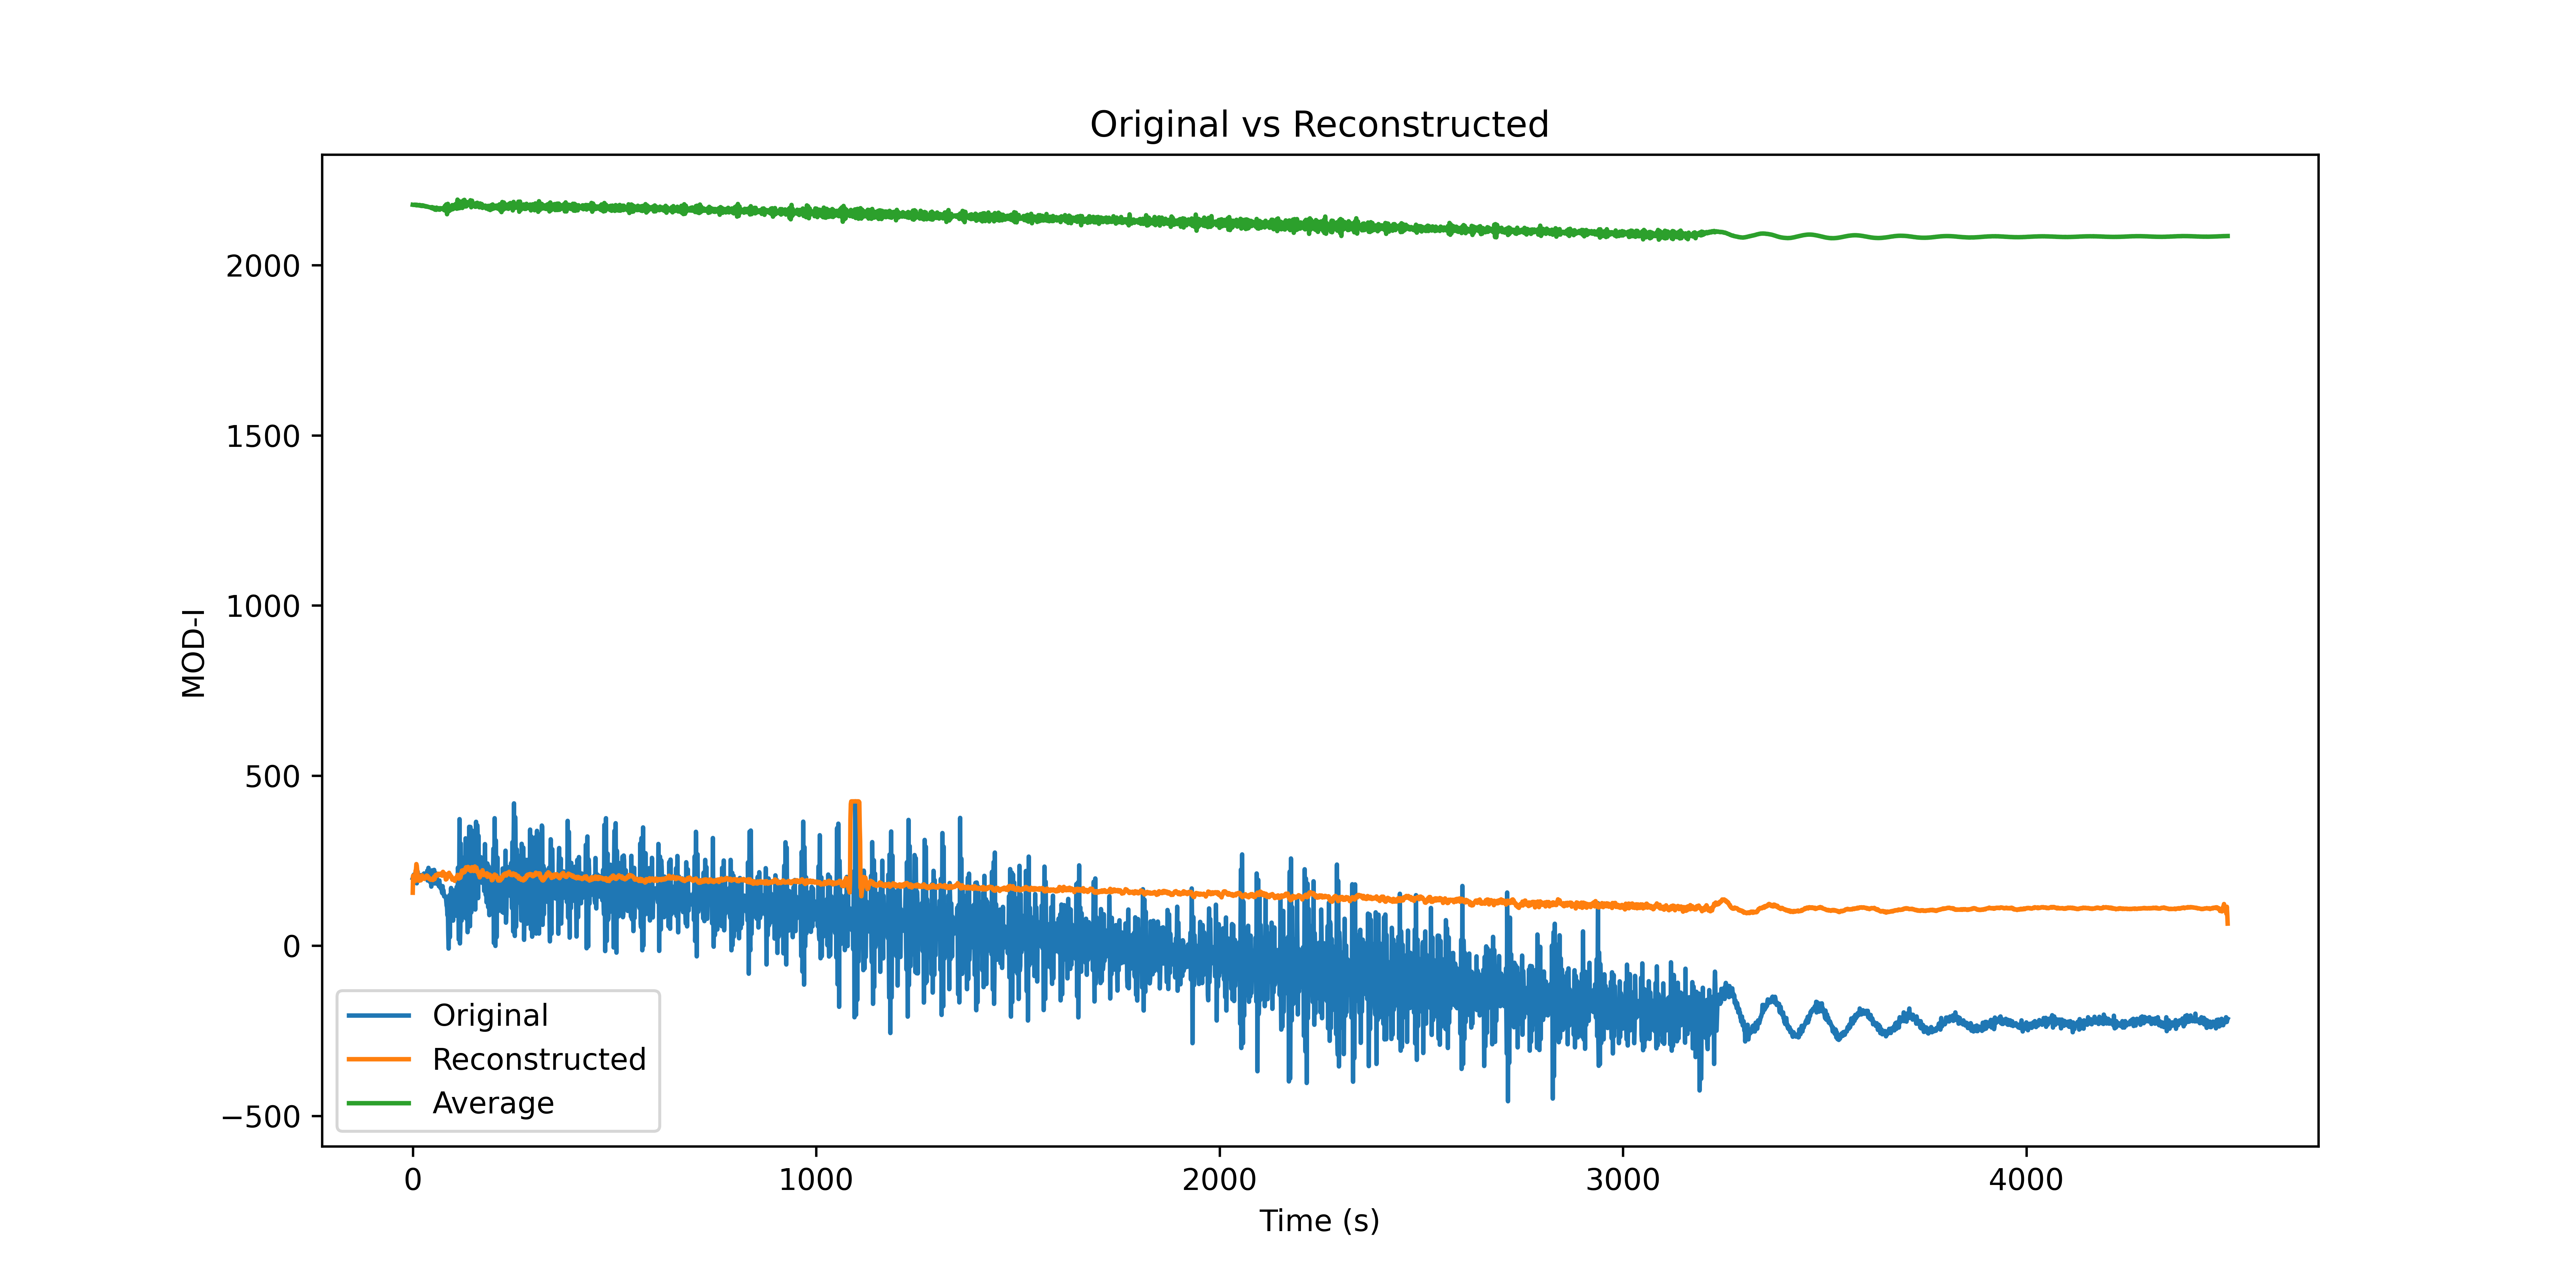 Original vs Reconstructed
MOD-I
2000
1500
1000
500
0
−500
Original
Reconstructed
Average
0 1000 2000 3000 4000
Time (s)